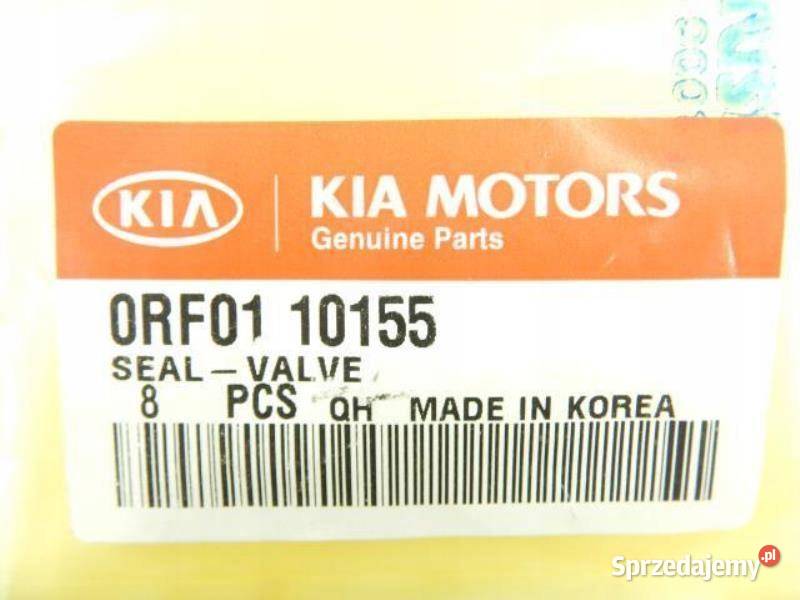 KIA
KIA MOTORS
Genuine Parts
0RF01 10155
SEAL-VALVE
8 PCS QH MADE IN KOREA
Sprzedajemy.pl